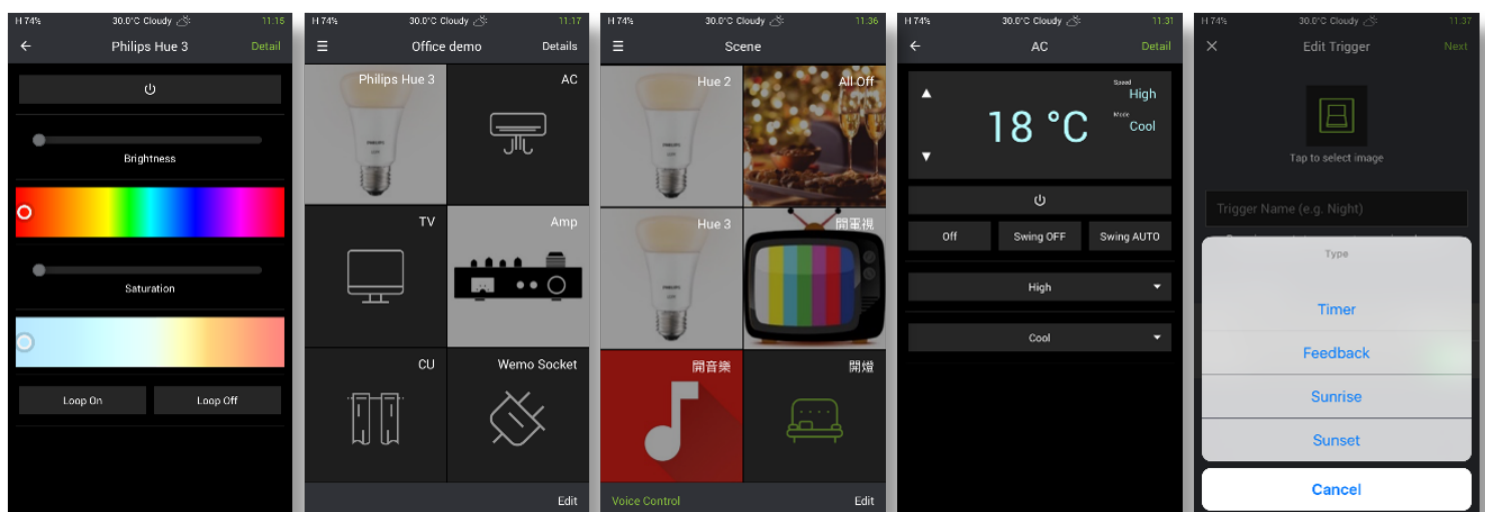 H 74% 30.0°C Cloudy 11:15
Philips Hue 3 Detail
Brightness
Saturation
Loop On Loop Off
H 74% 30.0°C Cloudy 11:17
Office demo Details
Philips Hue 3 AC
TV Amp
CU Wemo Socket
Edit
H 74% 30.0°C Cloudy 11:36
Scene
Hue 2 All Off
Hue 3 開電視
開音樂 開燈
Voice Control Edit
H 74% 30.0°C Cloudy 11:31
AC Detail
Speed
High
18 °C
Mode
Cool
Off Swing OFF Swing AUTO
High
Cool
H 74% 30.0°C Cloudy 11:37
Edit Trigger Next
Tap to select image
Trigger Name (e.g. Night)
Type
Timer
Feedback
Sunrise
Sunset
Cancel